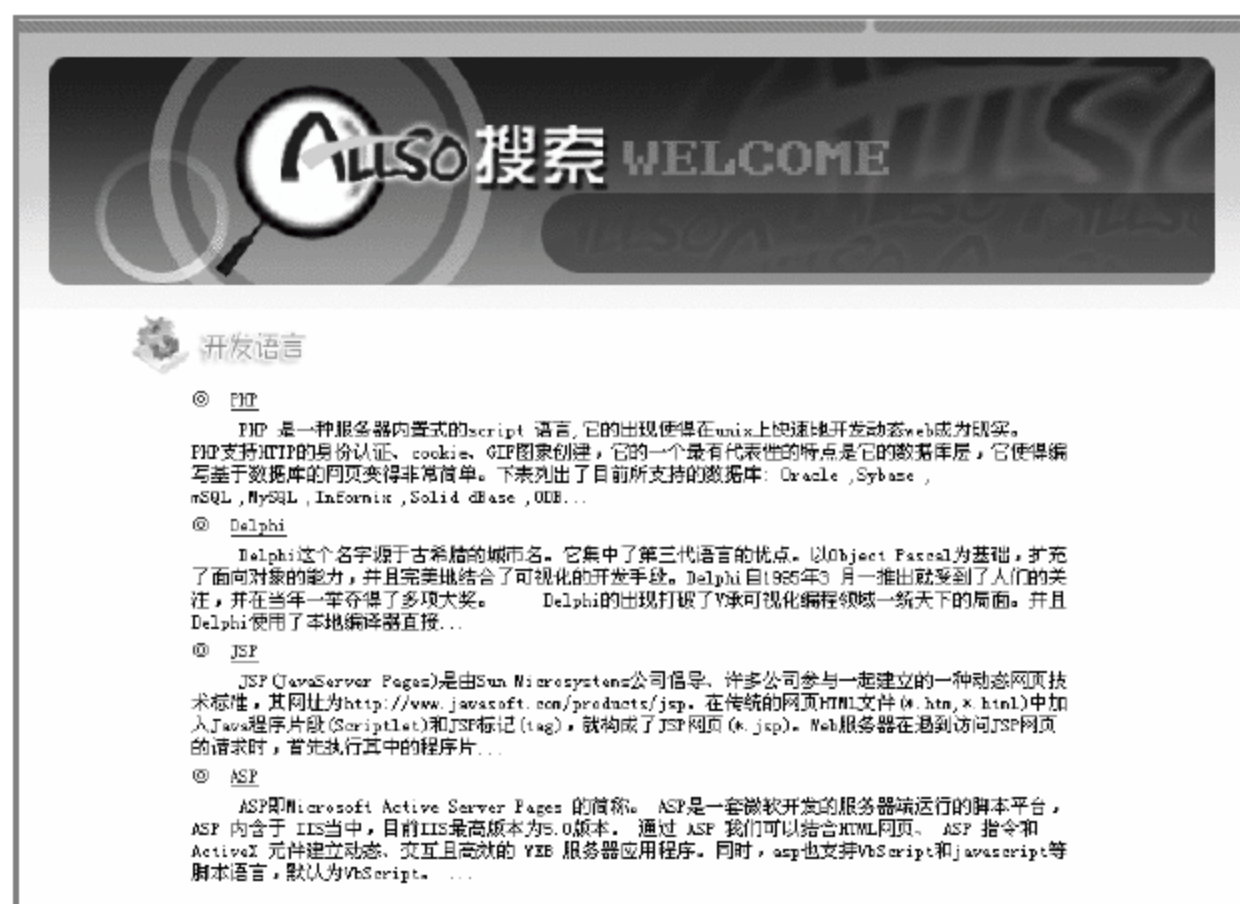 ALLSO搜索 WELCOME
开发语言
◎ PHP
PHP 是一种服务器内置式的script 语言,它的出现使得在unix上快速地开发动态web成为现实。
PHP支持HTTP的身份认证、cookie、GIF图象创建，它的一个最有代表性的特点是它的数据库层，它使得编
写基于数据库的网页变得非常简单。下表列出了目前所支持的数据库: Oracle ,Sybase ,
mSQL ,MySQL ,Informix ,Solid dBase ,ODB...
◎ Delphi
Delphi这个名字源于古希腊的城市名。它集中了第三代语言的优点。以Object Pascal为基础，扩充
了面向对象的能力，并且完美地结合了可视化的开发手段。Delphi自1995年3 月一推出就受到了人们的关
注，并在当年一举夺得了多项大奖。 Delphi的出现打破了V承可视化编程领域一统天下的局面。并且
Delphi使用了本地编译器直接...
◎ JSP
JSP(JavaServer Pages)是由Sun Microsystems公司倡导、许多公司参与一起建立的一种动态网页技
术标准，其网址为http://www.javasoft.com/products/jsp. 在传统的网页HTML文件(*.htm,*.html)中加
入Java程序片段(Scriptlet)和JSP标记(tag)，就构成了JSP网页(*.jsp)。Web服务器在遇到访问JSP网页
的请求时，首先执行其中的程序片...
◎ ASP
ASP即Microsoft Active Server Pages 的简称。 ASP是一套微软开发的服务器端运行的脚本平台，
ASP 内含于 IIS当中，目前IIS最高版本为5.0版本. 通过 ASP 我们可以结合HTML网页、 ASP 指令和
ActiveX 元件建立动态、交互且高效的 WEB 服务器应用程序。同时，asp也支持VbScript和javascript等
脚本语言，默认为VbScript。 ...